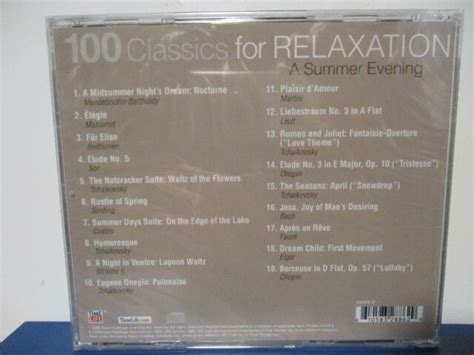 100 Classics for RELAXATION
A Summer Evening
1. A Midsummer Night's Dream: Nocturne
Mendelssohn-Bartholdy
2. Élégie
Massenet
3. Für Elise
Beethoven
4. Etude No. 5
Sor
5. The Nutcracker Suite: Waltz of the Flowers
Tchaikovsky
6. Rustle of Spring
Sinding
7. Summer Days Suite: On the Edge of the Lake
Coates
8. Humoresque
Tchaikovsky
9. A Night in Venice: Lagoon Waltz
Strauss II
10. Eugene Onegin: Polonaise
Tchaikovsky
11. Plaisir d'Amour
Martini
12. Liebestraum No. 3 in A Flat
Liszt
13. Romeo and Juliet: Fantaisie-Overture
("Love Theme")
Tchaikovsky
14. Etude No. 3 in E Major, Op. 10 ("Tristesse")
Chopin
15. The Seasons: April ("Snowdrop")
Tchaikovsky
16. Jesu, Joy of Man's Desiring
Bach
17. Après un Rêve
Fauré
18. Dream Child: First Movement
Elgar
19. Berceuse in D Flat, Op. 57 ("Lullaby")
Chopin
TIME
LIFE
TimeLife.com